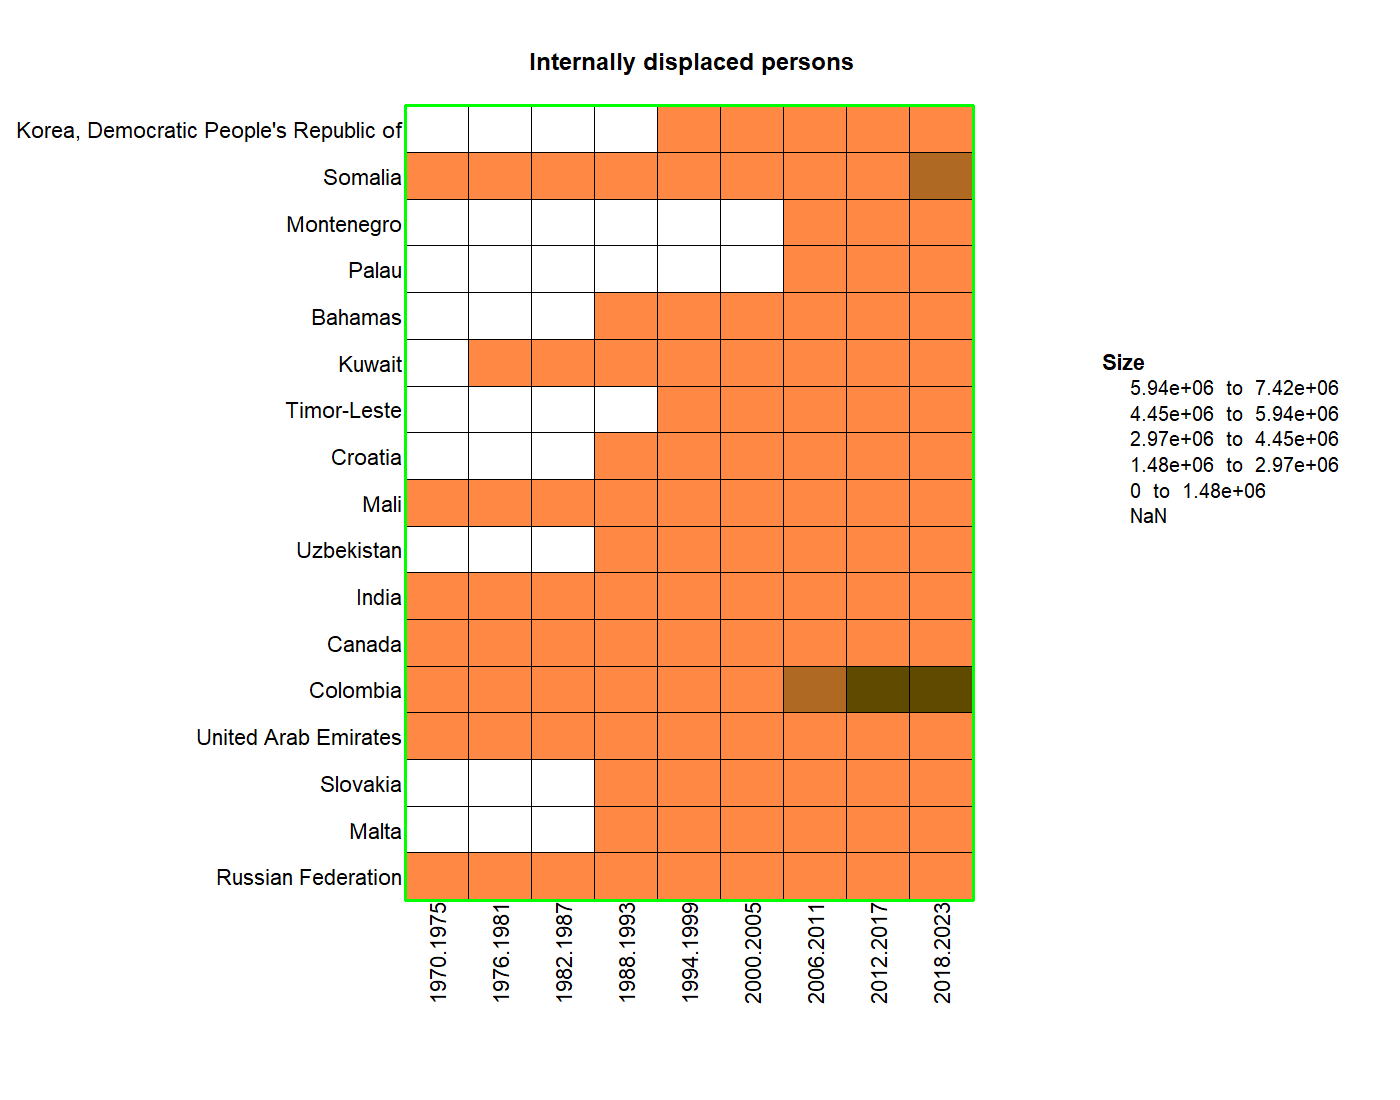 Internally displaced persons
Korea, Democratic People's Republic of
Somalia
Montenegro
Palau
Bahamas
Kuwait
Timor-Leste
Croatia
Mali
Uzbekistan
India
Canada
Colombia
United Arab Emirates
Slovakia
Malta
Russian Federation
1970.1975
1976.1981
1982.1987
1988.1993
1994.1999
2000.2005
2006.2011
2012.2017
2018.2023
Size
5.94e+06 to 7.42e+06
4.45e+06 to 5.94e+06
2.97e+06 to 4.45e+06
1.48e+06 to 2.97e+06
0 to 1.48e+06
NaN